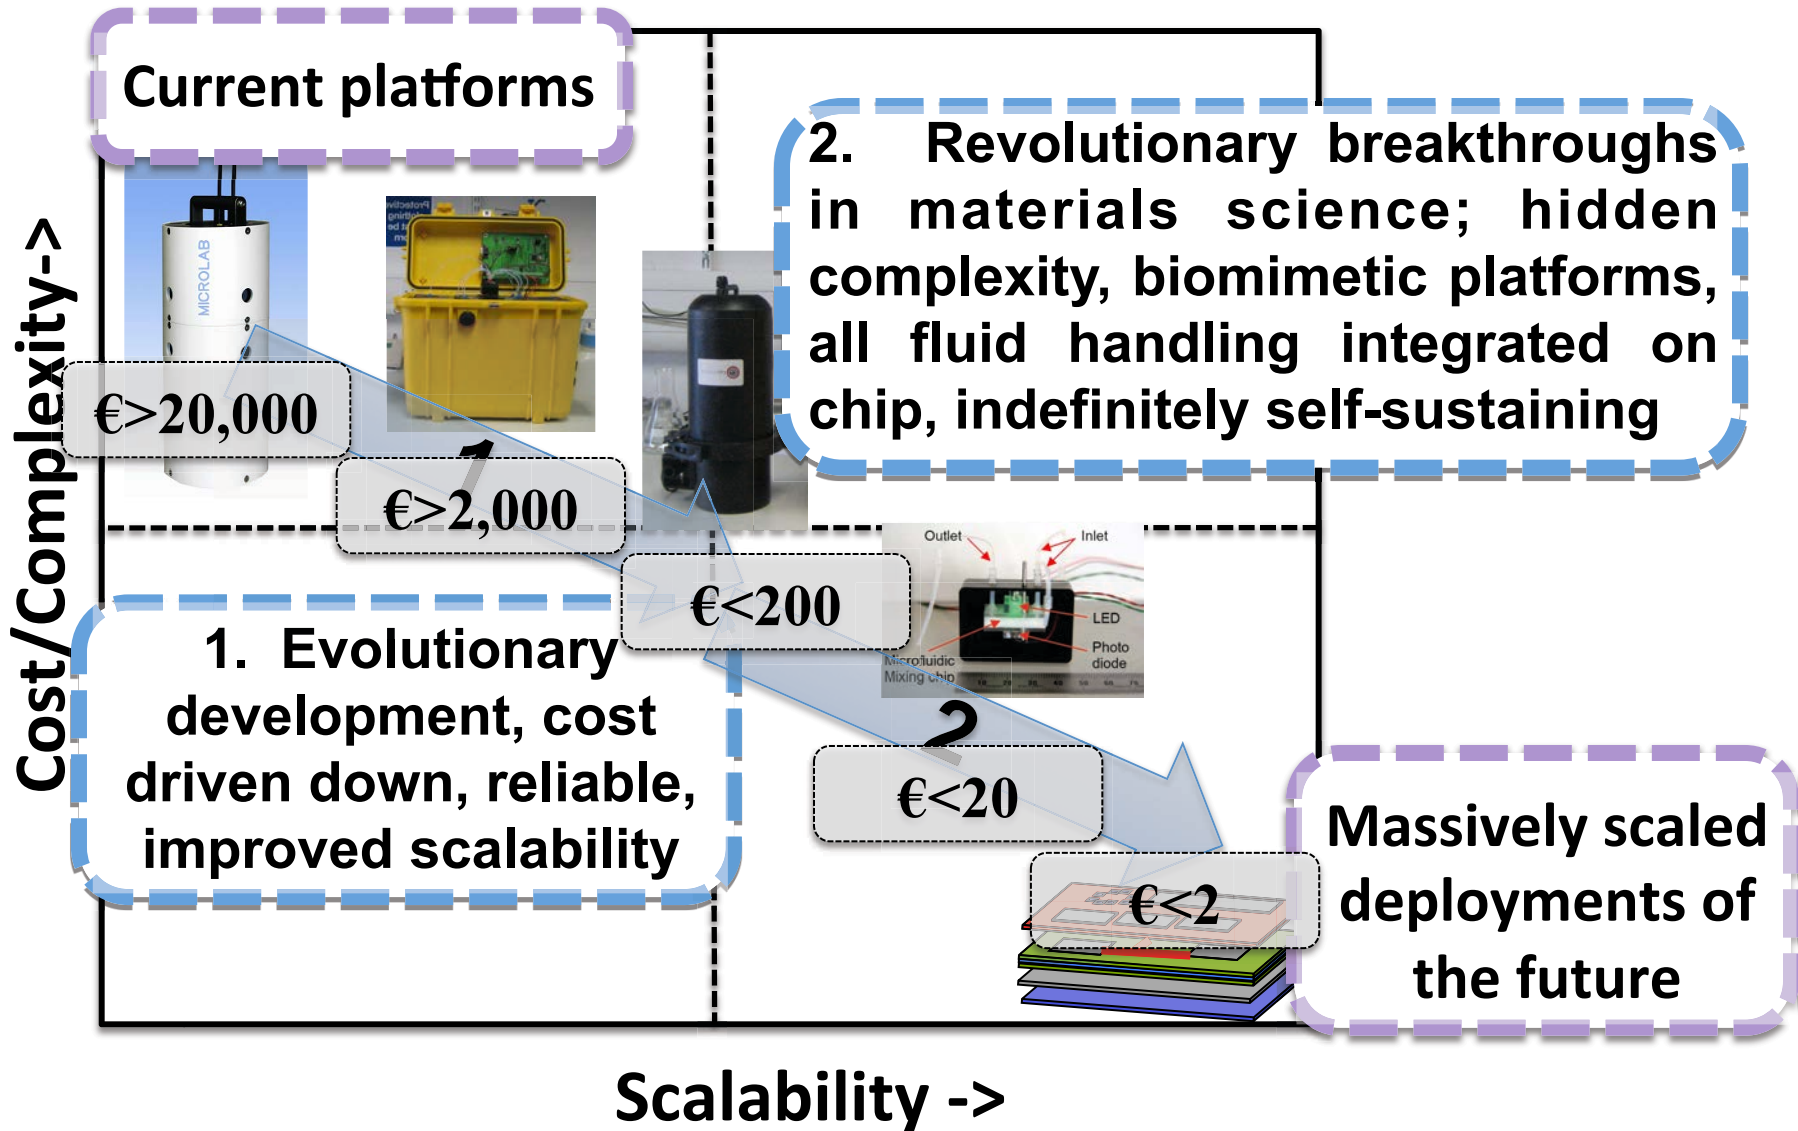 Current platforms
2. Revolutionary breakthroughs
in materials science; hidden
complexity, biomimetic platforms,
all fluid handling integrated on
chip, indefinitely self-sustaining
MICROLAB
Protective
Cost/Complexity->
€>20,000
1
€>2,000
€<200
Outlet
Inlet
LED
Photo
diode
Microfluidic
Mixing chip
1. Evolutionary
development, cost
driven down, reliable,
improved scalability
2
€<20
€<2
Massively scaled
deployments of
the future
Scalability ->